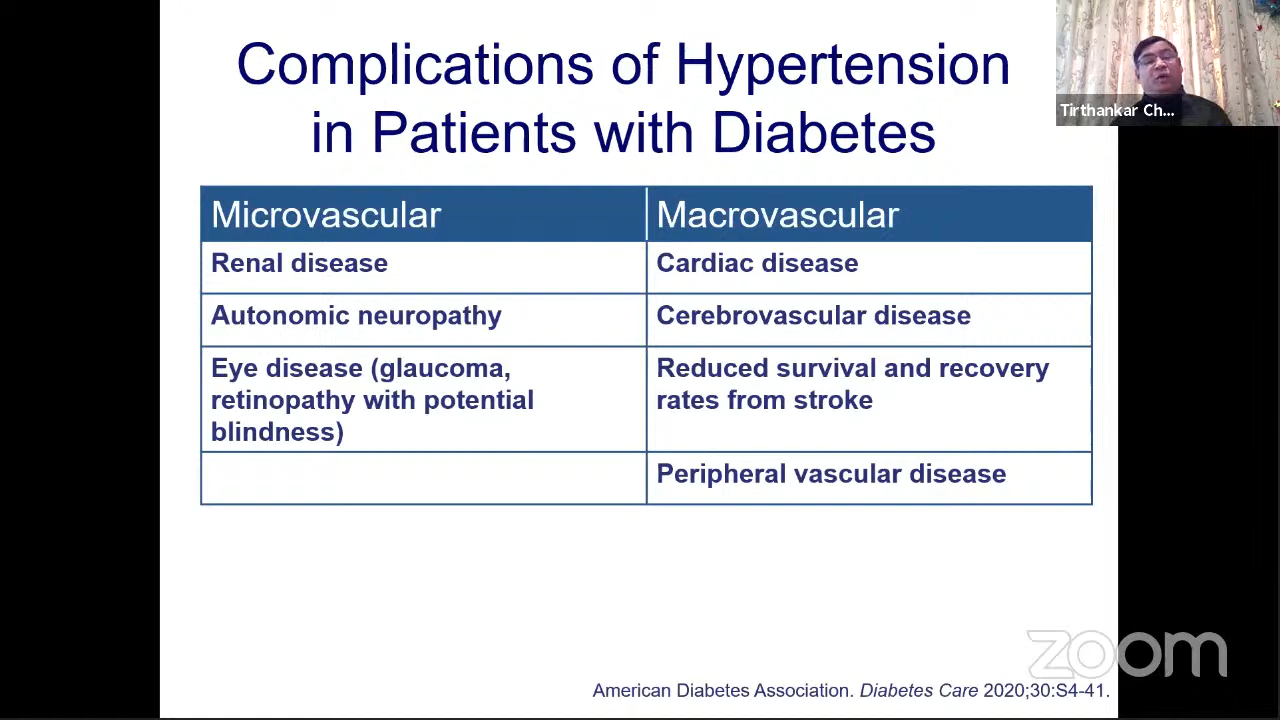 Complications of Hypertension
in Patients with Diabetes
Tirthankar Ch...
Microvascular
Macrovascular
Renal disease
Cardiac disease
Autonomic neuropathy
Cerebrovascular disease
Eye disease (glaucoma,
retinopathy with potential
blindness)
Reduced survival and recovery
rates from stroke
Peripheral vascular disease
zoom
American Diabetes Association. Diabetes Care 2020;30:S4-41.